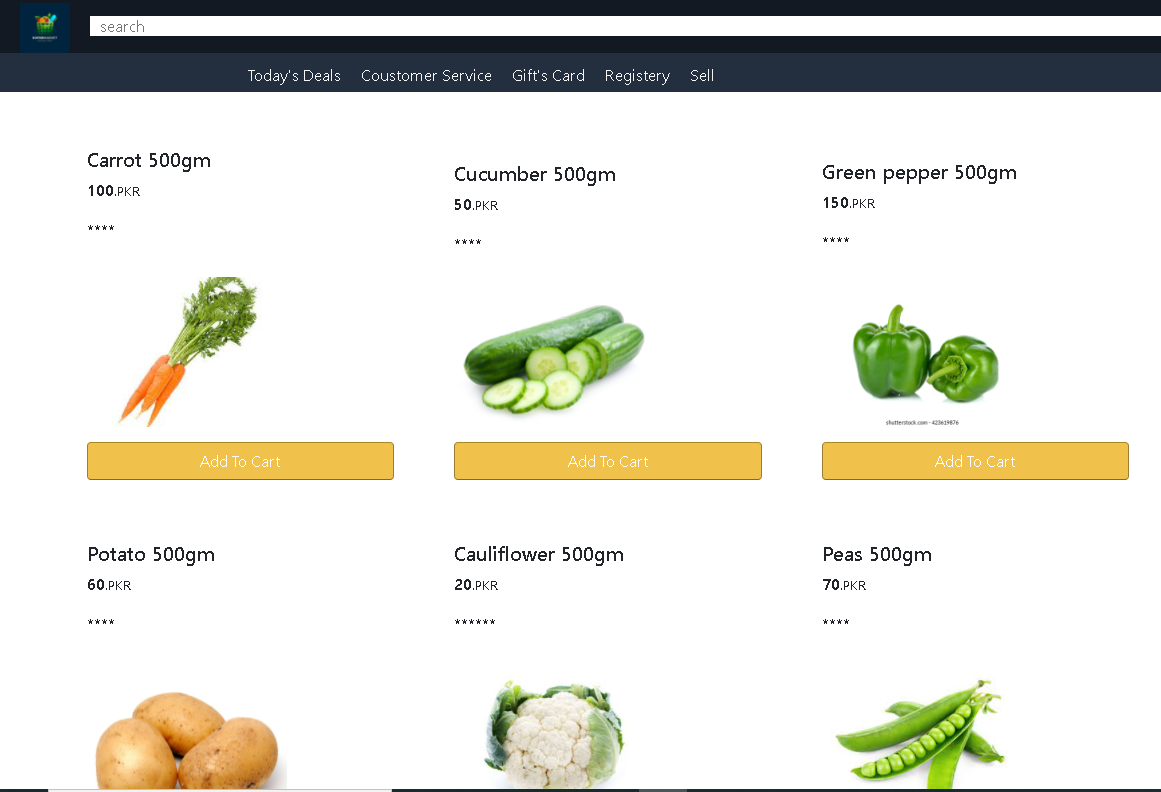 search
Today's Deals Coustomer Service Gift's Card Registery Sell
Carrot 500gm
100.PKR
****
Cucumber 500gm
50.PKR
****
Green pepper 500gm
150.PKR
****
shutterstock.com · 423619876
Add To Cart
Add To Cart
Add To Cart
Potato 500gm
60.PKR
****
Cauliflower 500gm
20.PKR
******
Peas 500gm
70.PKR
****